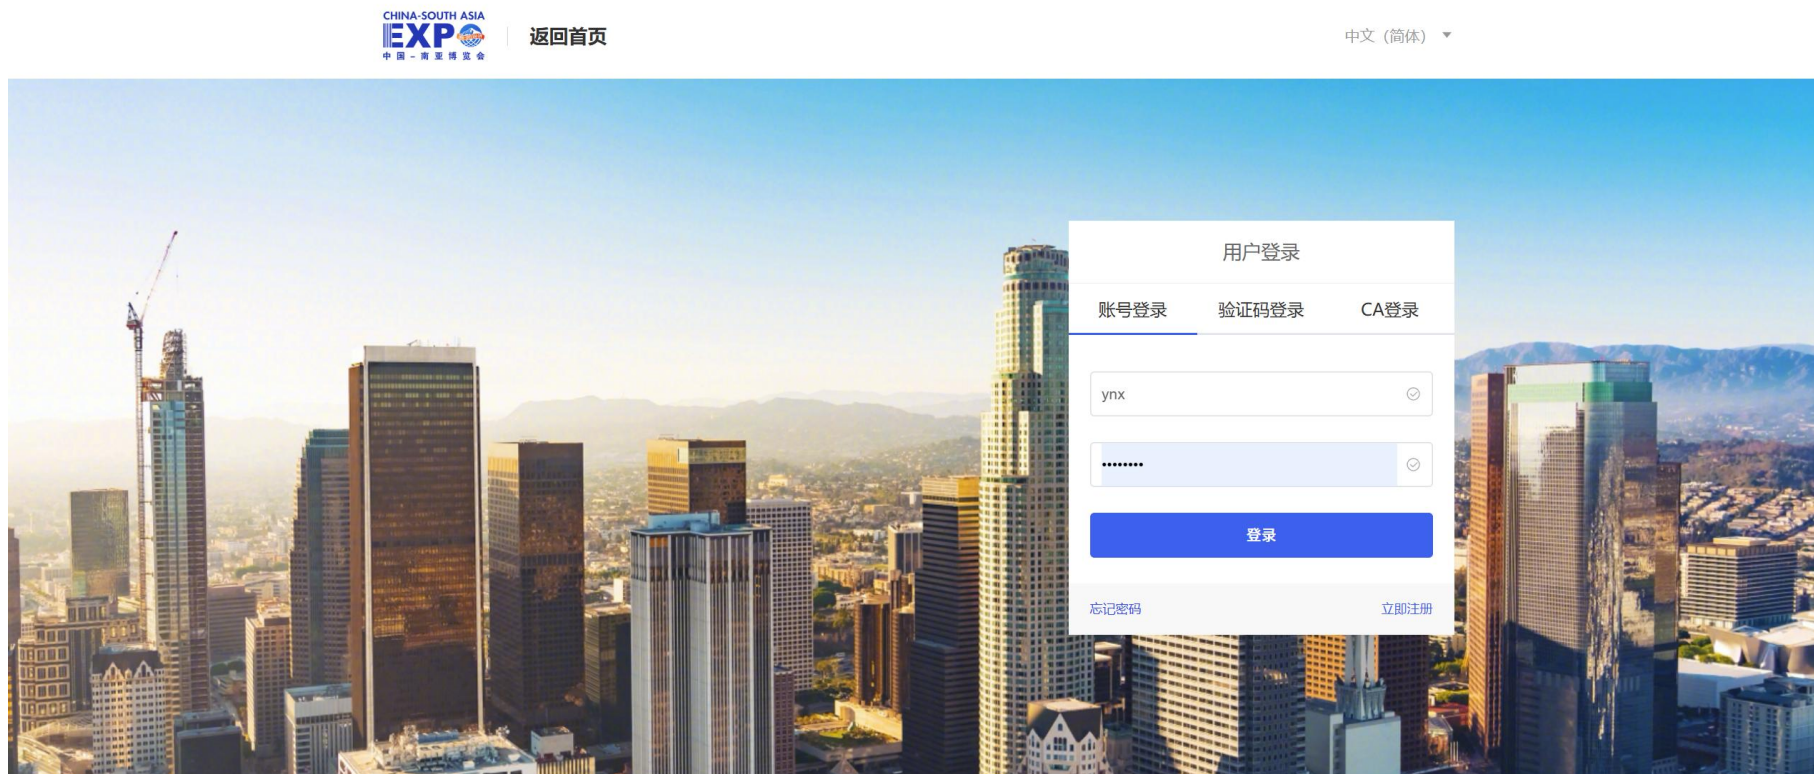 CHINA-SOUTH ASIA
EXPO
中国-南亚博览会
返回首页
中文（简体）
用户登录
账号登录 验证码登录 CA登录
ynx
••••••••
登录
忘记密码 立即注册